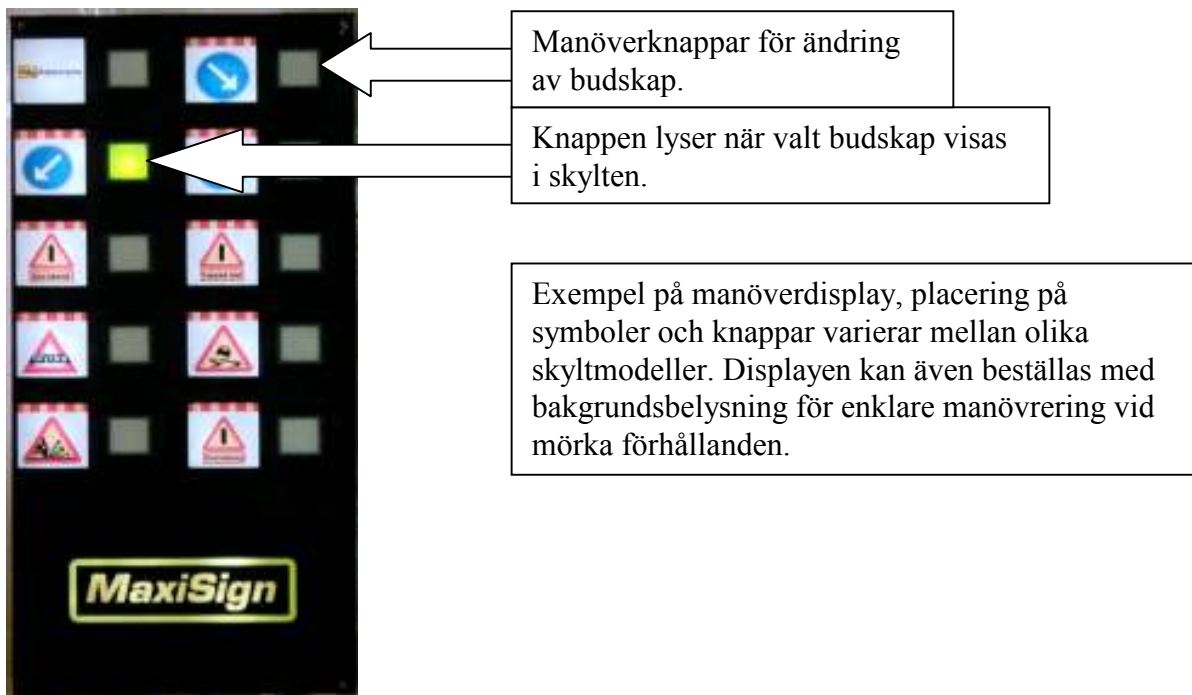 Manöverknappar för ändring
av budskap.
Knappen lyser när valt budskap visas
i skylten.
Exempel på manöverdisplay, placering på
symboler och knappar varierar mellan olika
skyltmodeller. Displayen kan även beställas med
bakgrundsbelysning för enklare manövrering vid
mörka förhållanden.
MaxiSign